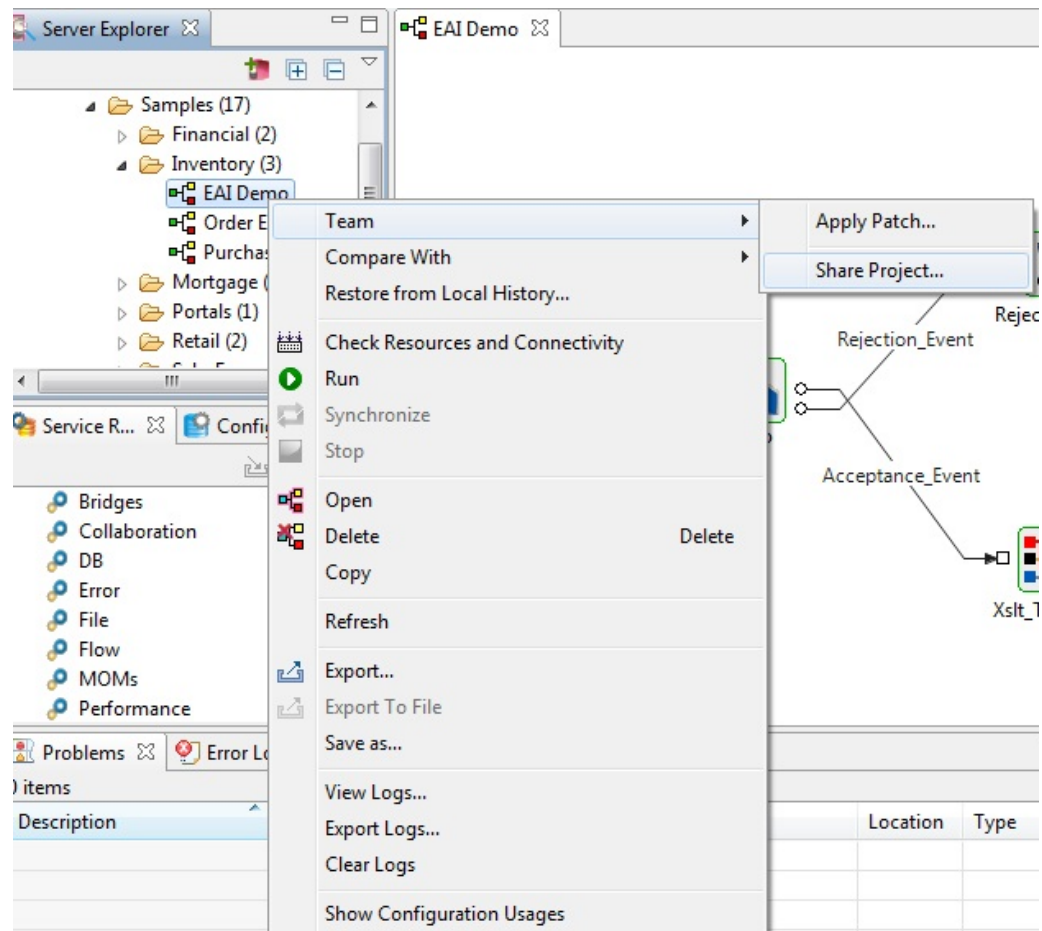 Server Explorer
EAI Demo
Samples (17)
Financial (2)
Inventory (3)
EAI Demo
Order E
Purchas
Mortgage (
Portals (1)
Retail (2)
Team
Compare With
Restore from Local History...
Check Resources and Connectivity
Run
Synchronize
Stop
Open
Delete Delete
Copy
Refresh
Export...
Export To File
Save as...
View Logs...
Export Logs...
Clear Logs
Show Configuration Usages
Apply Patch...
Share Project...
Rejec
Rejection_Event
Acceptance_Event
Xslt_T
Service R...
Config
Bridges
Collaboration
DB
Error
File
Flow
MOMs
Performance
Problems
Error Lo
0 items
Description Location Type